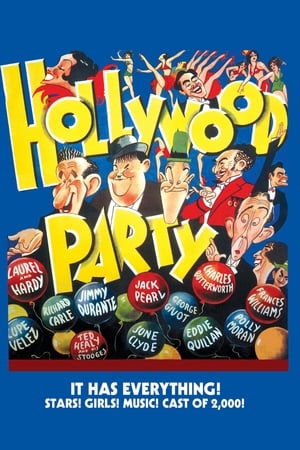 HOLLYWOOD
PARTY
LAUREL
AND
HARDY
RICHARD
CARLE
JIMMY
DURANTE
JACK
PEARL
CHARLES
BUTTERWORTH
GEORGE
GIVOT
FRANCES
WILLIAMS
LUPE
VELEZ
TED
HEALY
AND
STOOGES
JUNE
CLYDE
EDDIE
QUILLAN
POLLY
MORAN
IT HAS EVERYTHING!
STARS! GIRLS! MUSIC! CAST OF 2,000!